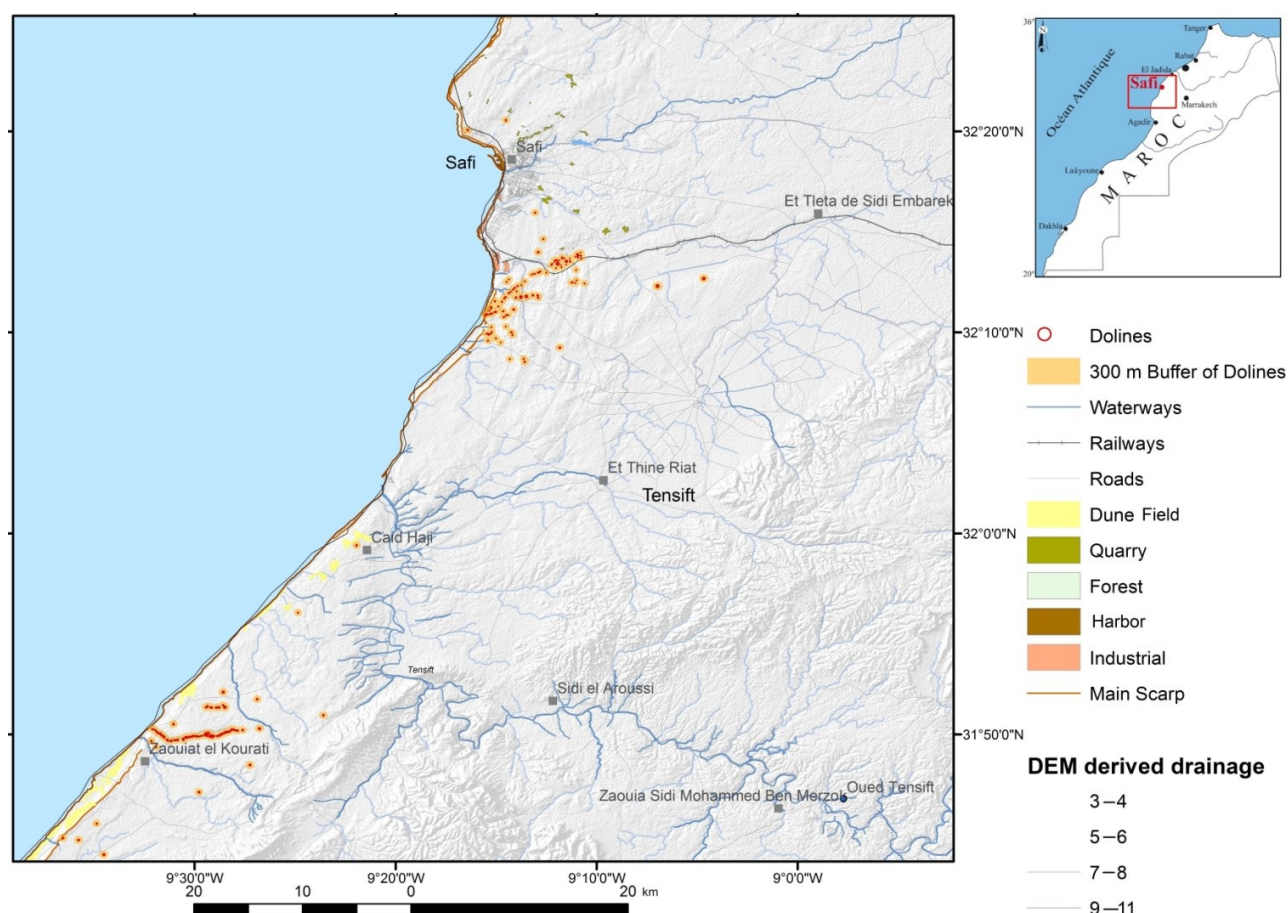 Safi
Safi
Et Tleta de Sidi Embarek
Et Thine Riat
Tensift
Caid Haji
Tensift
Sidi el Aroussi
Zaouiat el Kourati
Zaouia Sidi Mohammed Ben Merzok
Oued Tensift
32°20'0"N
32°10'0"N
32°0'0"N
31°50'0"N
9°30'0"W
9°20'0"W
9°10'0"W
9°0'0"W
20
10
0
20 km
36°
N
Tanger
Rabat
El Jadida
Safi
Marrakech
Agadir
Océan Atlantique
MAROC
Laâyoune
Dakhla
20°
Dolines
300 m Buffer of Dolines
Waterways
Railways
Roads
Dune Field
Quarry
Forest
Harbor
Industrial
Main Scarp
DEM derived drainage
3–4
5–6
7–8
9–11